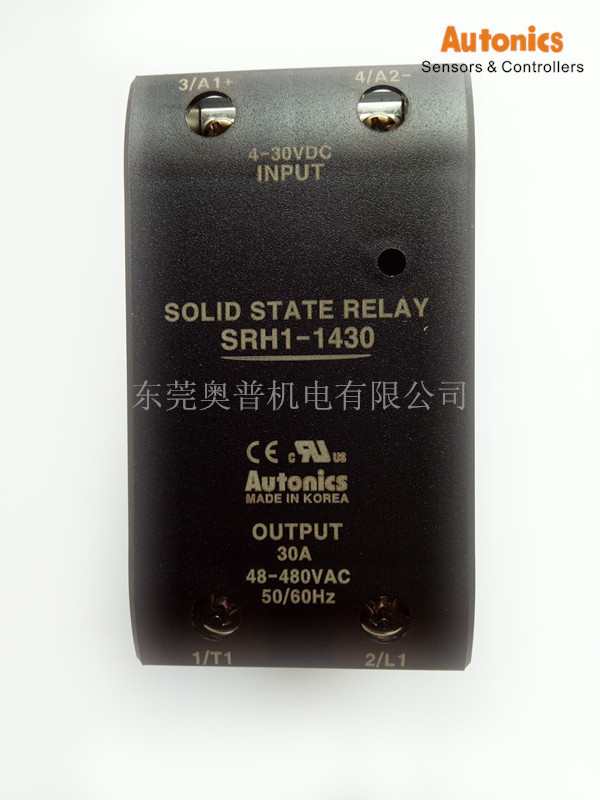 Autonics
Sensors & Controllers
3/A1+ 4/A2-
4-30VDC
INPUT
SOLID STATE RELAY
SRH1-1430
东莞奥普机电有限公司
CE c RU US
Autonics
MADE IN KOREA
OUTPUT
30A
48-480VAC
50/60Hz
1/T1 2/L1